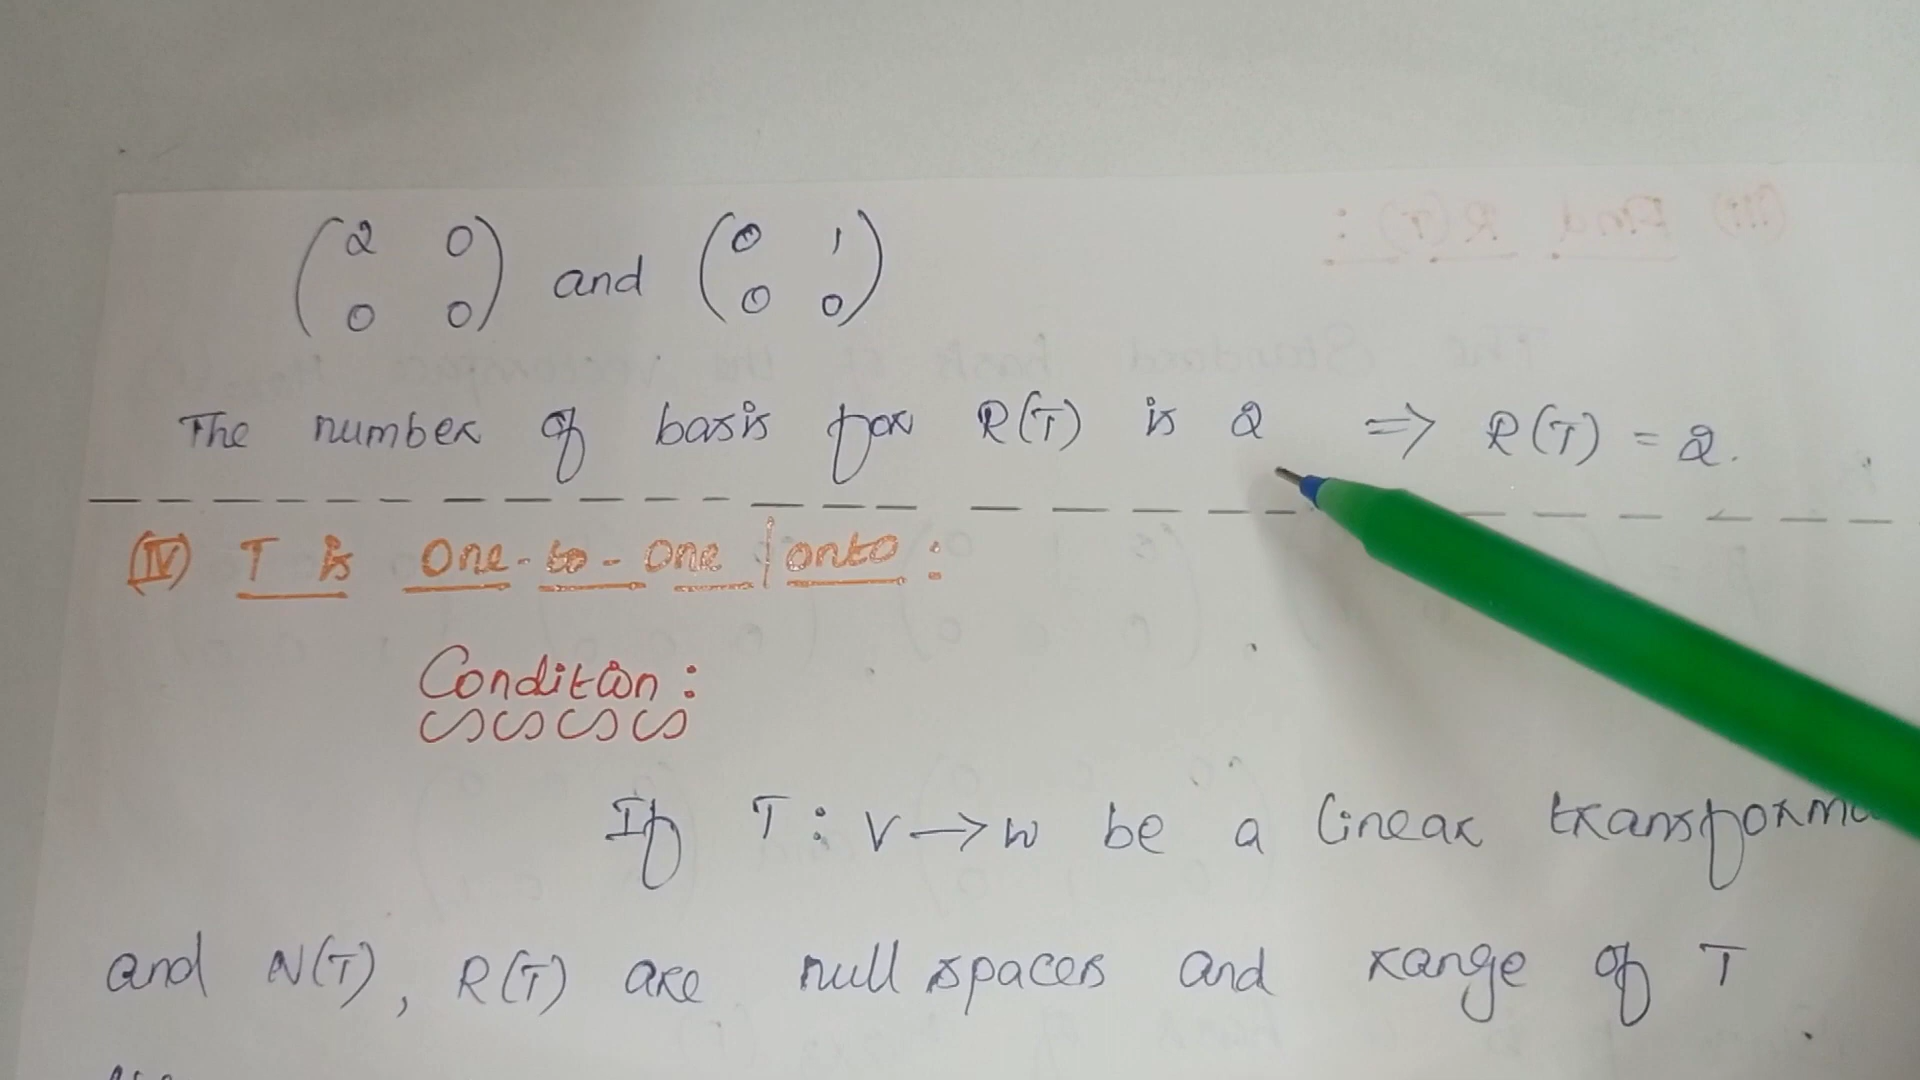 (2 0
0 0) and (0 1
0 0)
The number of basis for R(T) is 2 => R(T) = 2.
(IV) T is one-to-one / onto :
Condition :
If T : V → W be a linear transforma
and N(T), R(T) are null spaces and range of T